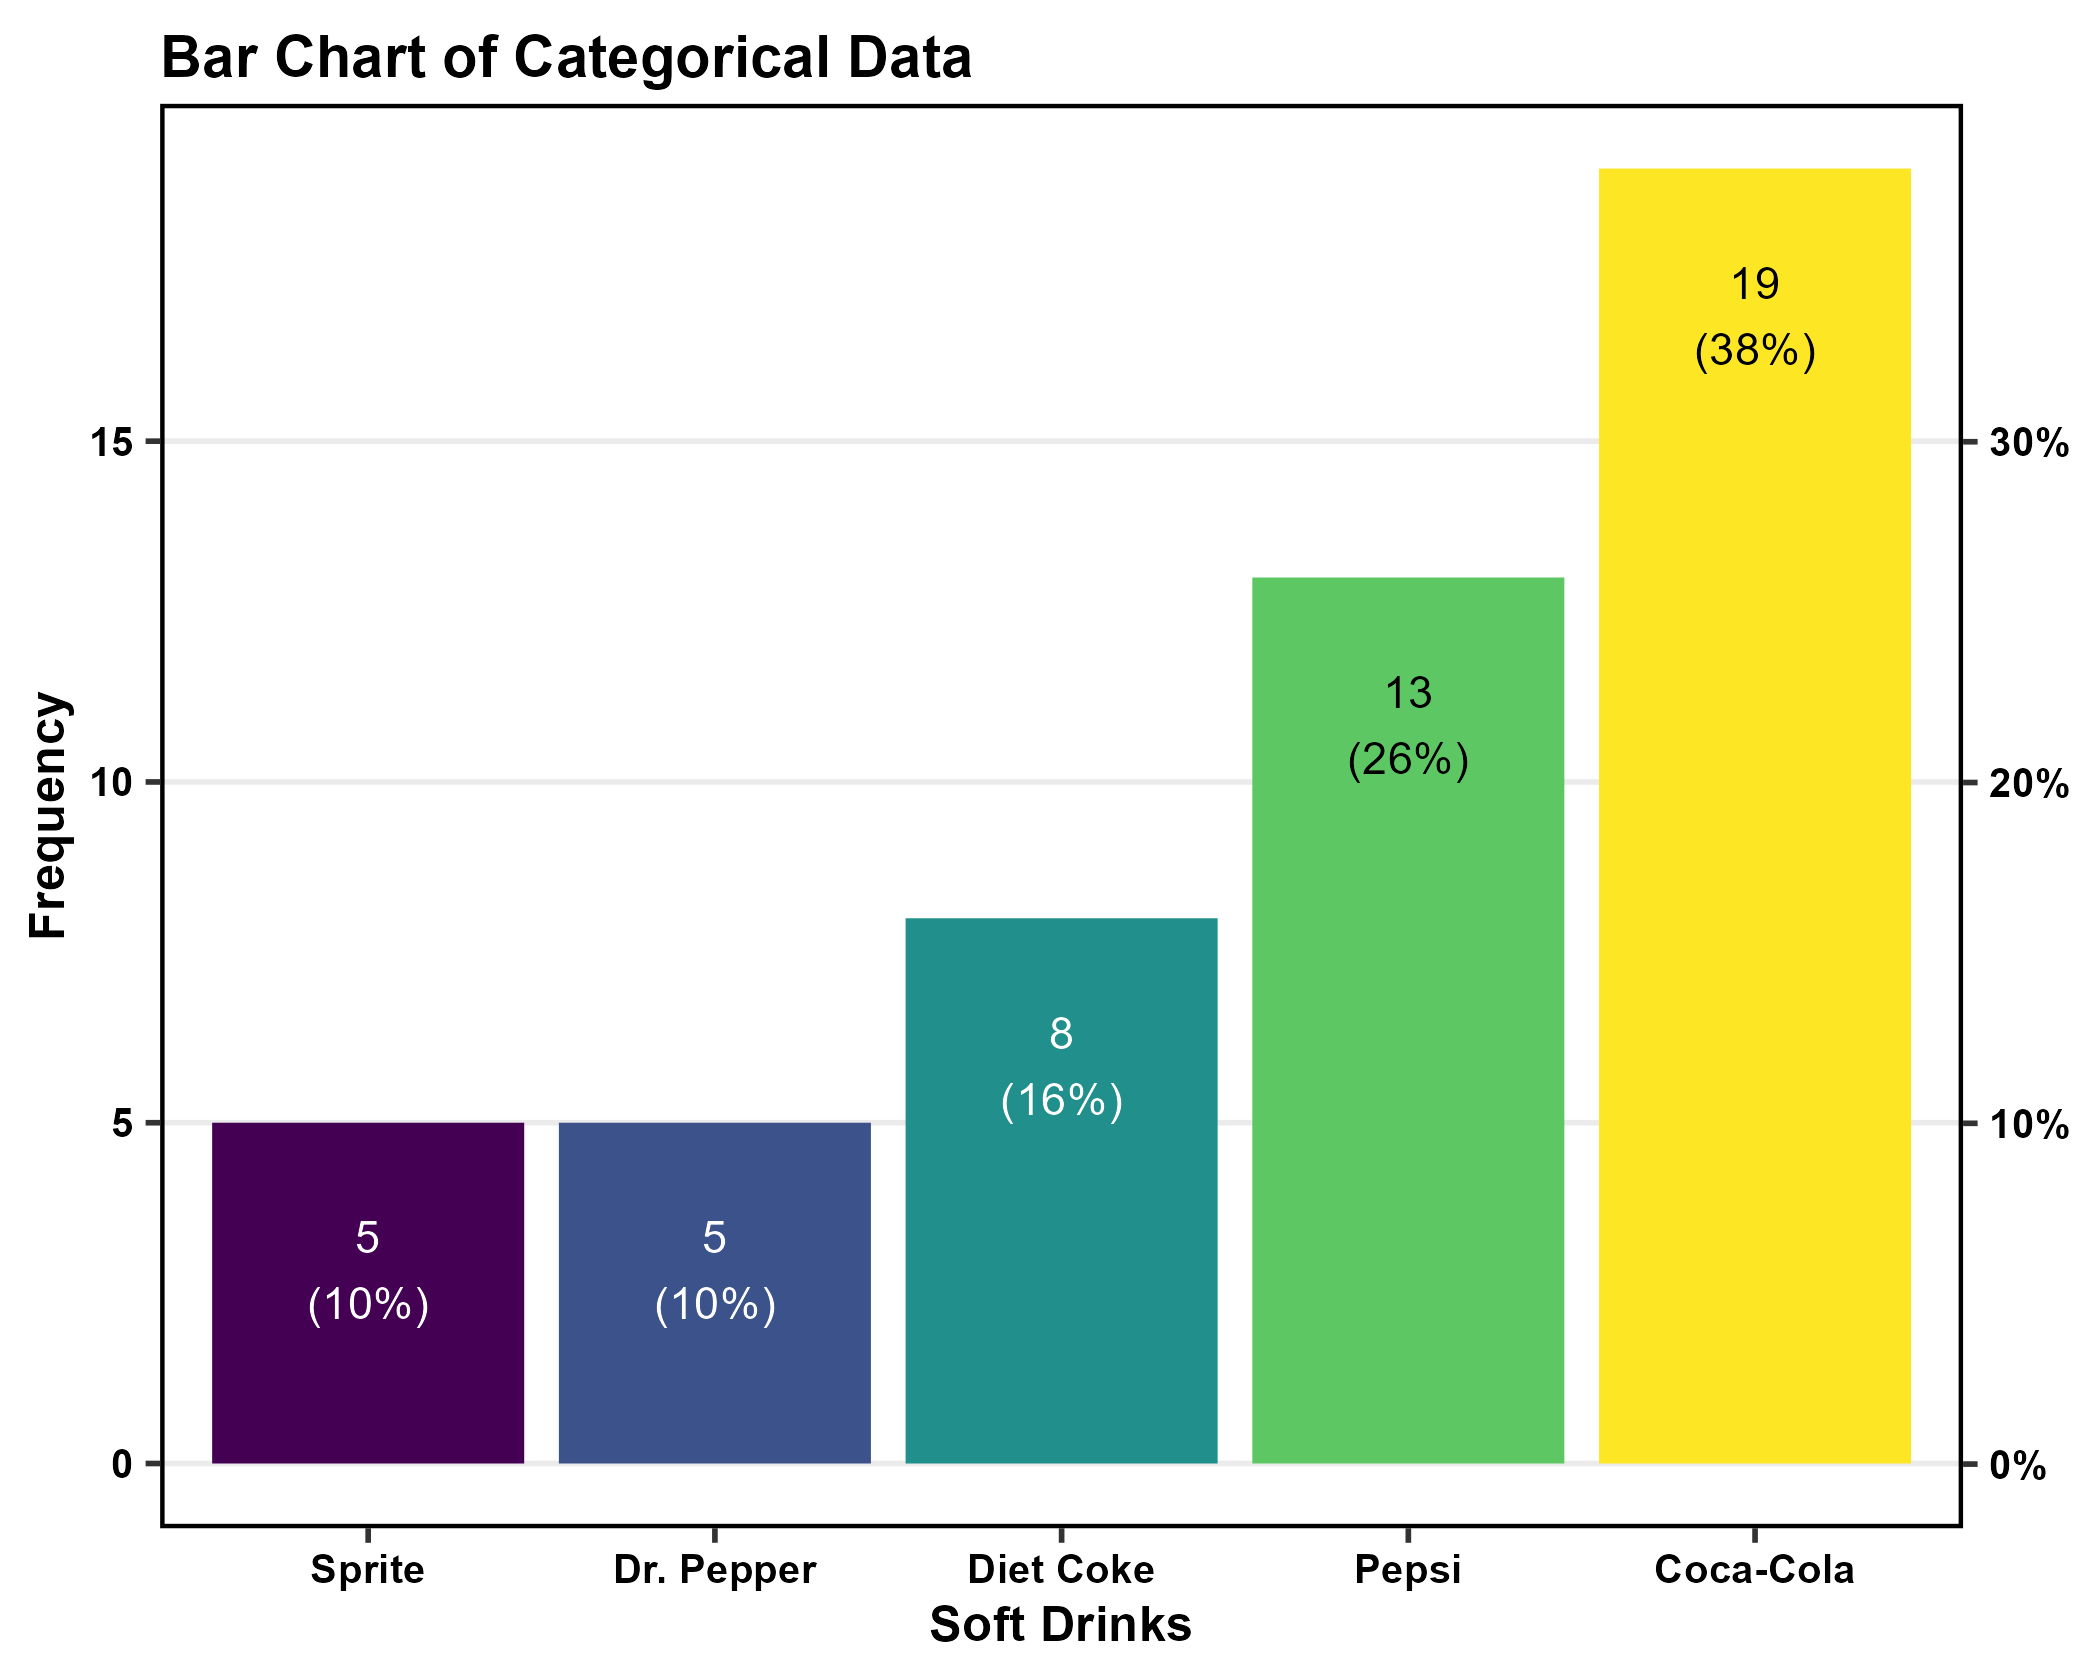 Bar Chart of Categorical Data
Frequency
15
10
5
0
30%
20%
10%
0%
5
(10%)
5
(10%)
8
(16%)
13
(26%)
19
(38%)
Sprite
Dr. Pepper
Diet Coke
Pepsi
Coca-Cola
Soft Drinks